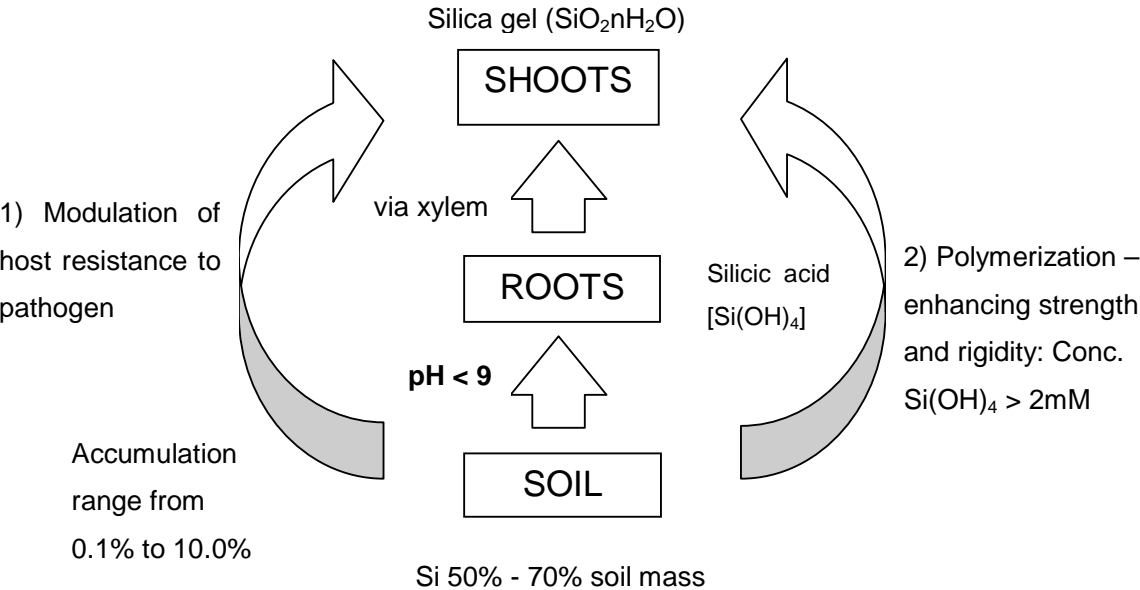 Silica gel (SiO₂nH₂O)
SHOOTS
via xylem
1) Modulation of
host resistance to
pathogen
ROOTS
Silicic acid
[Si(OH)₄]
2) Polymerization –
enhancing strength
and rigidity: Conc.
Si(OH)₄ > 2mM
pH < 9
Accumulation
range from
0.1% to 10.0%
SOIL
Si 50% - 70% soil mass